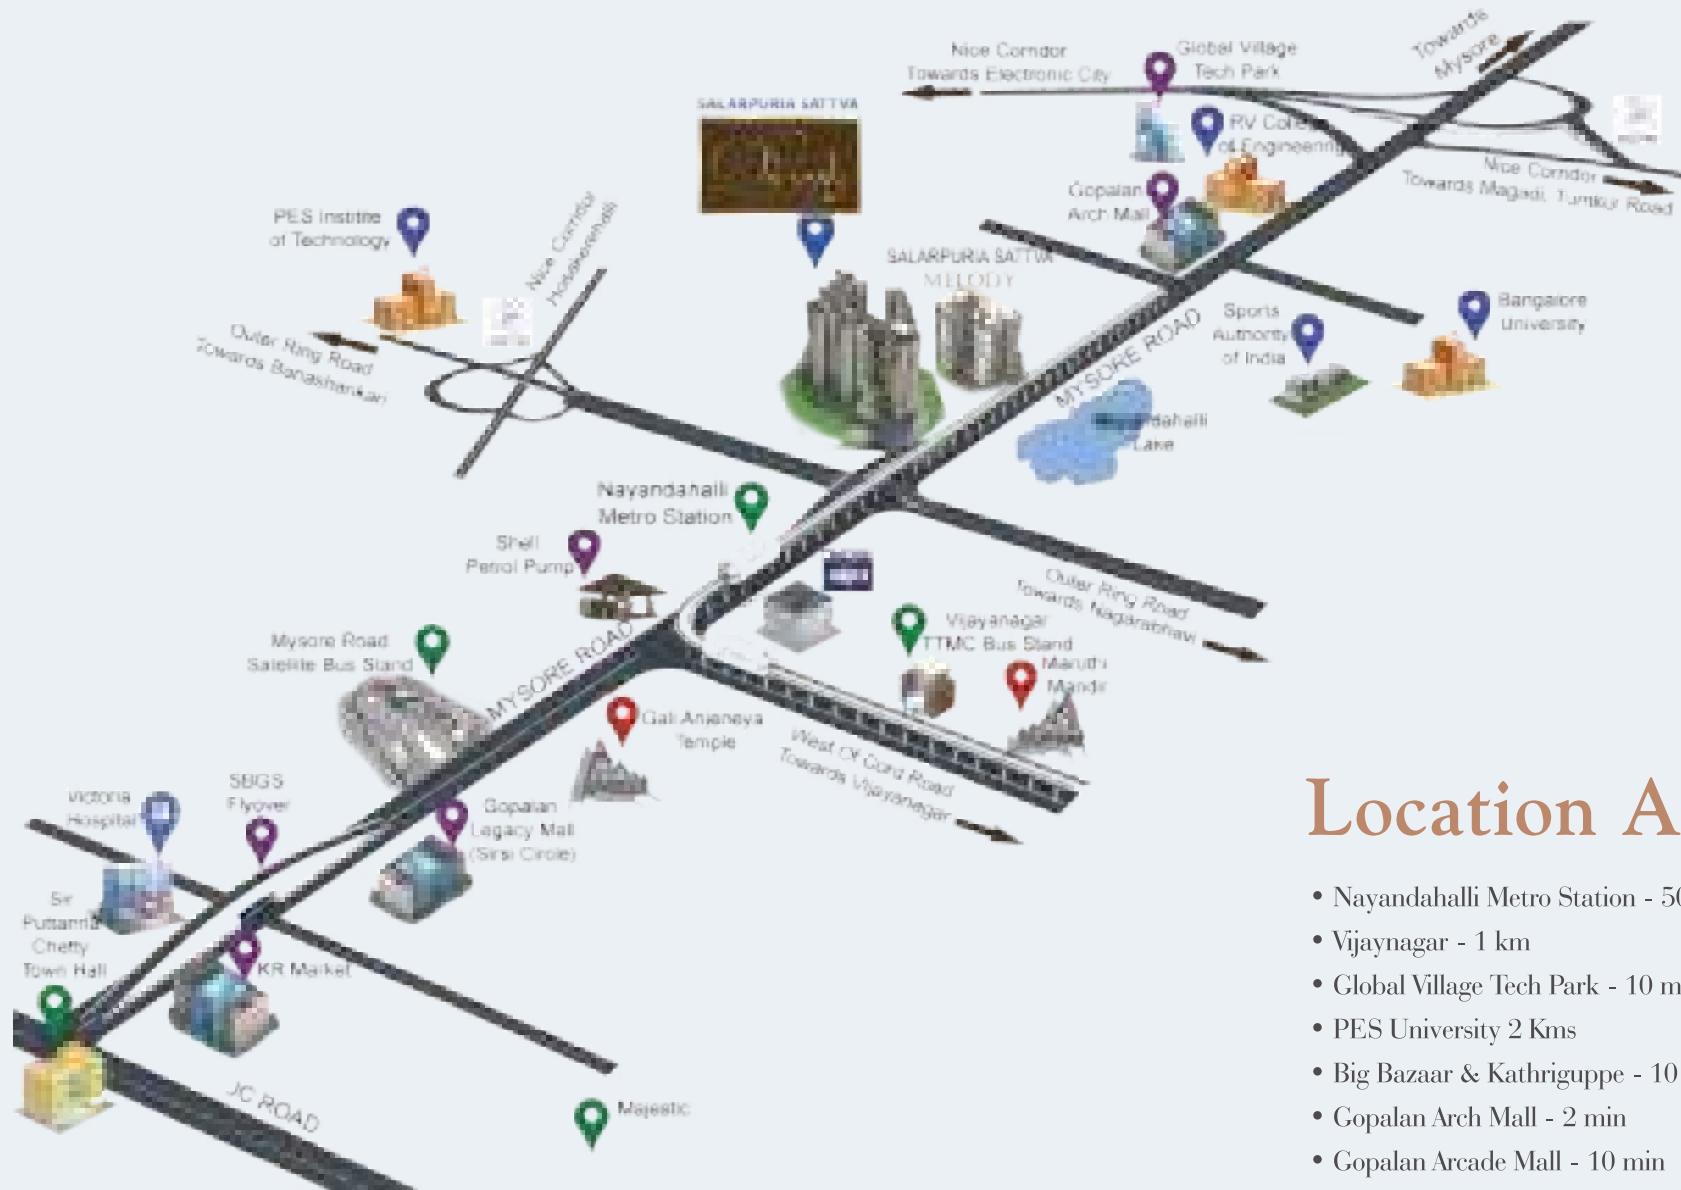 Nice Corridor
Towards Electronic City
Global Village
Tech Park
Towards
Mysore
SALARPURIA SATTVA
RV College
of Engineering
Nice Corridor
Towards Magadi, Tumkur Road
Gopalan
Arch Mall
PES Institite
of Technology
Nice Corridor
Hosakerehalli
SALARPURIA SATTVA
MELODY
Outer Ring Road
Towards Banashankari
Sports
Authority
of India
Bangalore
University
MYSORE ROAD
Lake
Nayandahalli
Metro Station
Shell
Petrol Pump
Outer Ring Road
Towards Nagarabhavi
Vijayanagar
TTMC Bus Stand
Maruthi
Mandir
Mysore Road
Satellite Bus Stand
MYSORE ROAD
Gali Anjeneya
Temple
West Of Cord Road
Towards Vijayanagar
Victoria
Hospital
SBGS
Flyover
Gopalan
Legacy Mall
(Sirsi Circle)
Sir
Puttanna
Chetty
Town Hall
KR Market
JC ROAD
Majestic
Location A
• Nayandahalli Metro Station - 50
• Vijaynagar - 1 km
• Global Village Tech Park - 10 m
• PES University 2 Kms
• Big Bazaar & Kathriguppe - 10
• Gopalan Arch Mall - 2 min
• Gopalan Arcade Mall - 10 min